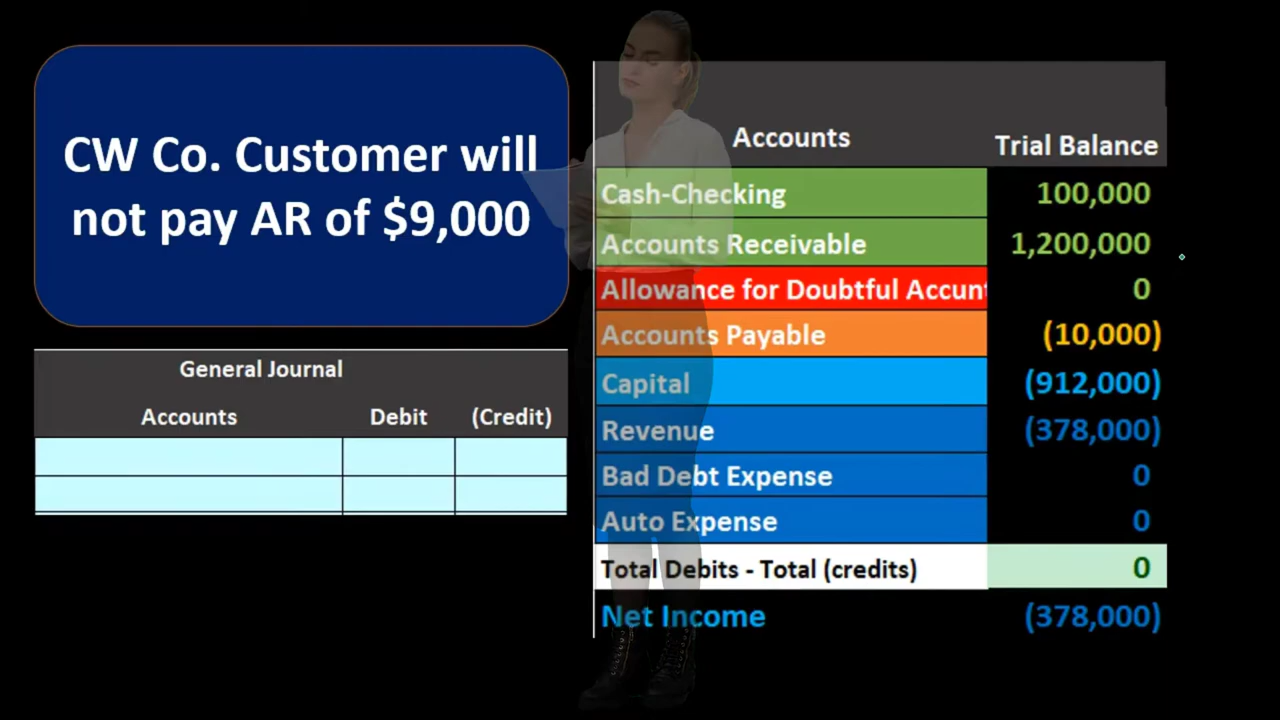 CW Co. Customer will
not pay AR of $9,000
General Journal
Accounts Debit (Credit)
Accounts Trial Balance
Cash-Checking 100,000
Accounts Receivable 1,200,000
Allowance for Doubtful Accunt 0
Accounts Payable (10,000)
Capital (912,000)
Revenue (378,000)
Bad Debt Expense 0
Auto Expense 0
Total Debits - Total (credits) 0
Net Income (378,000)